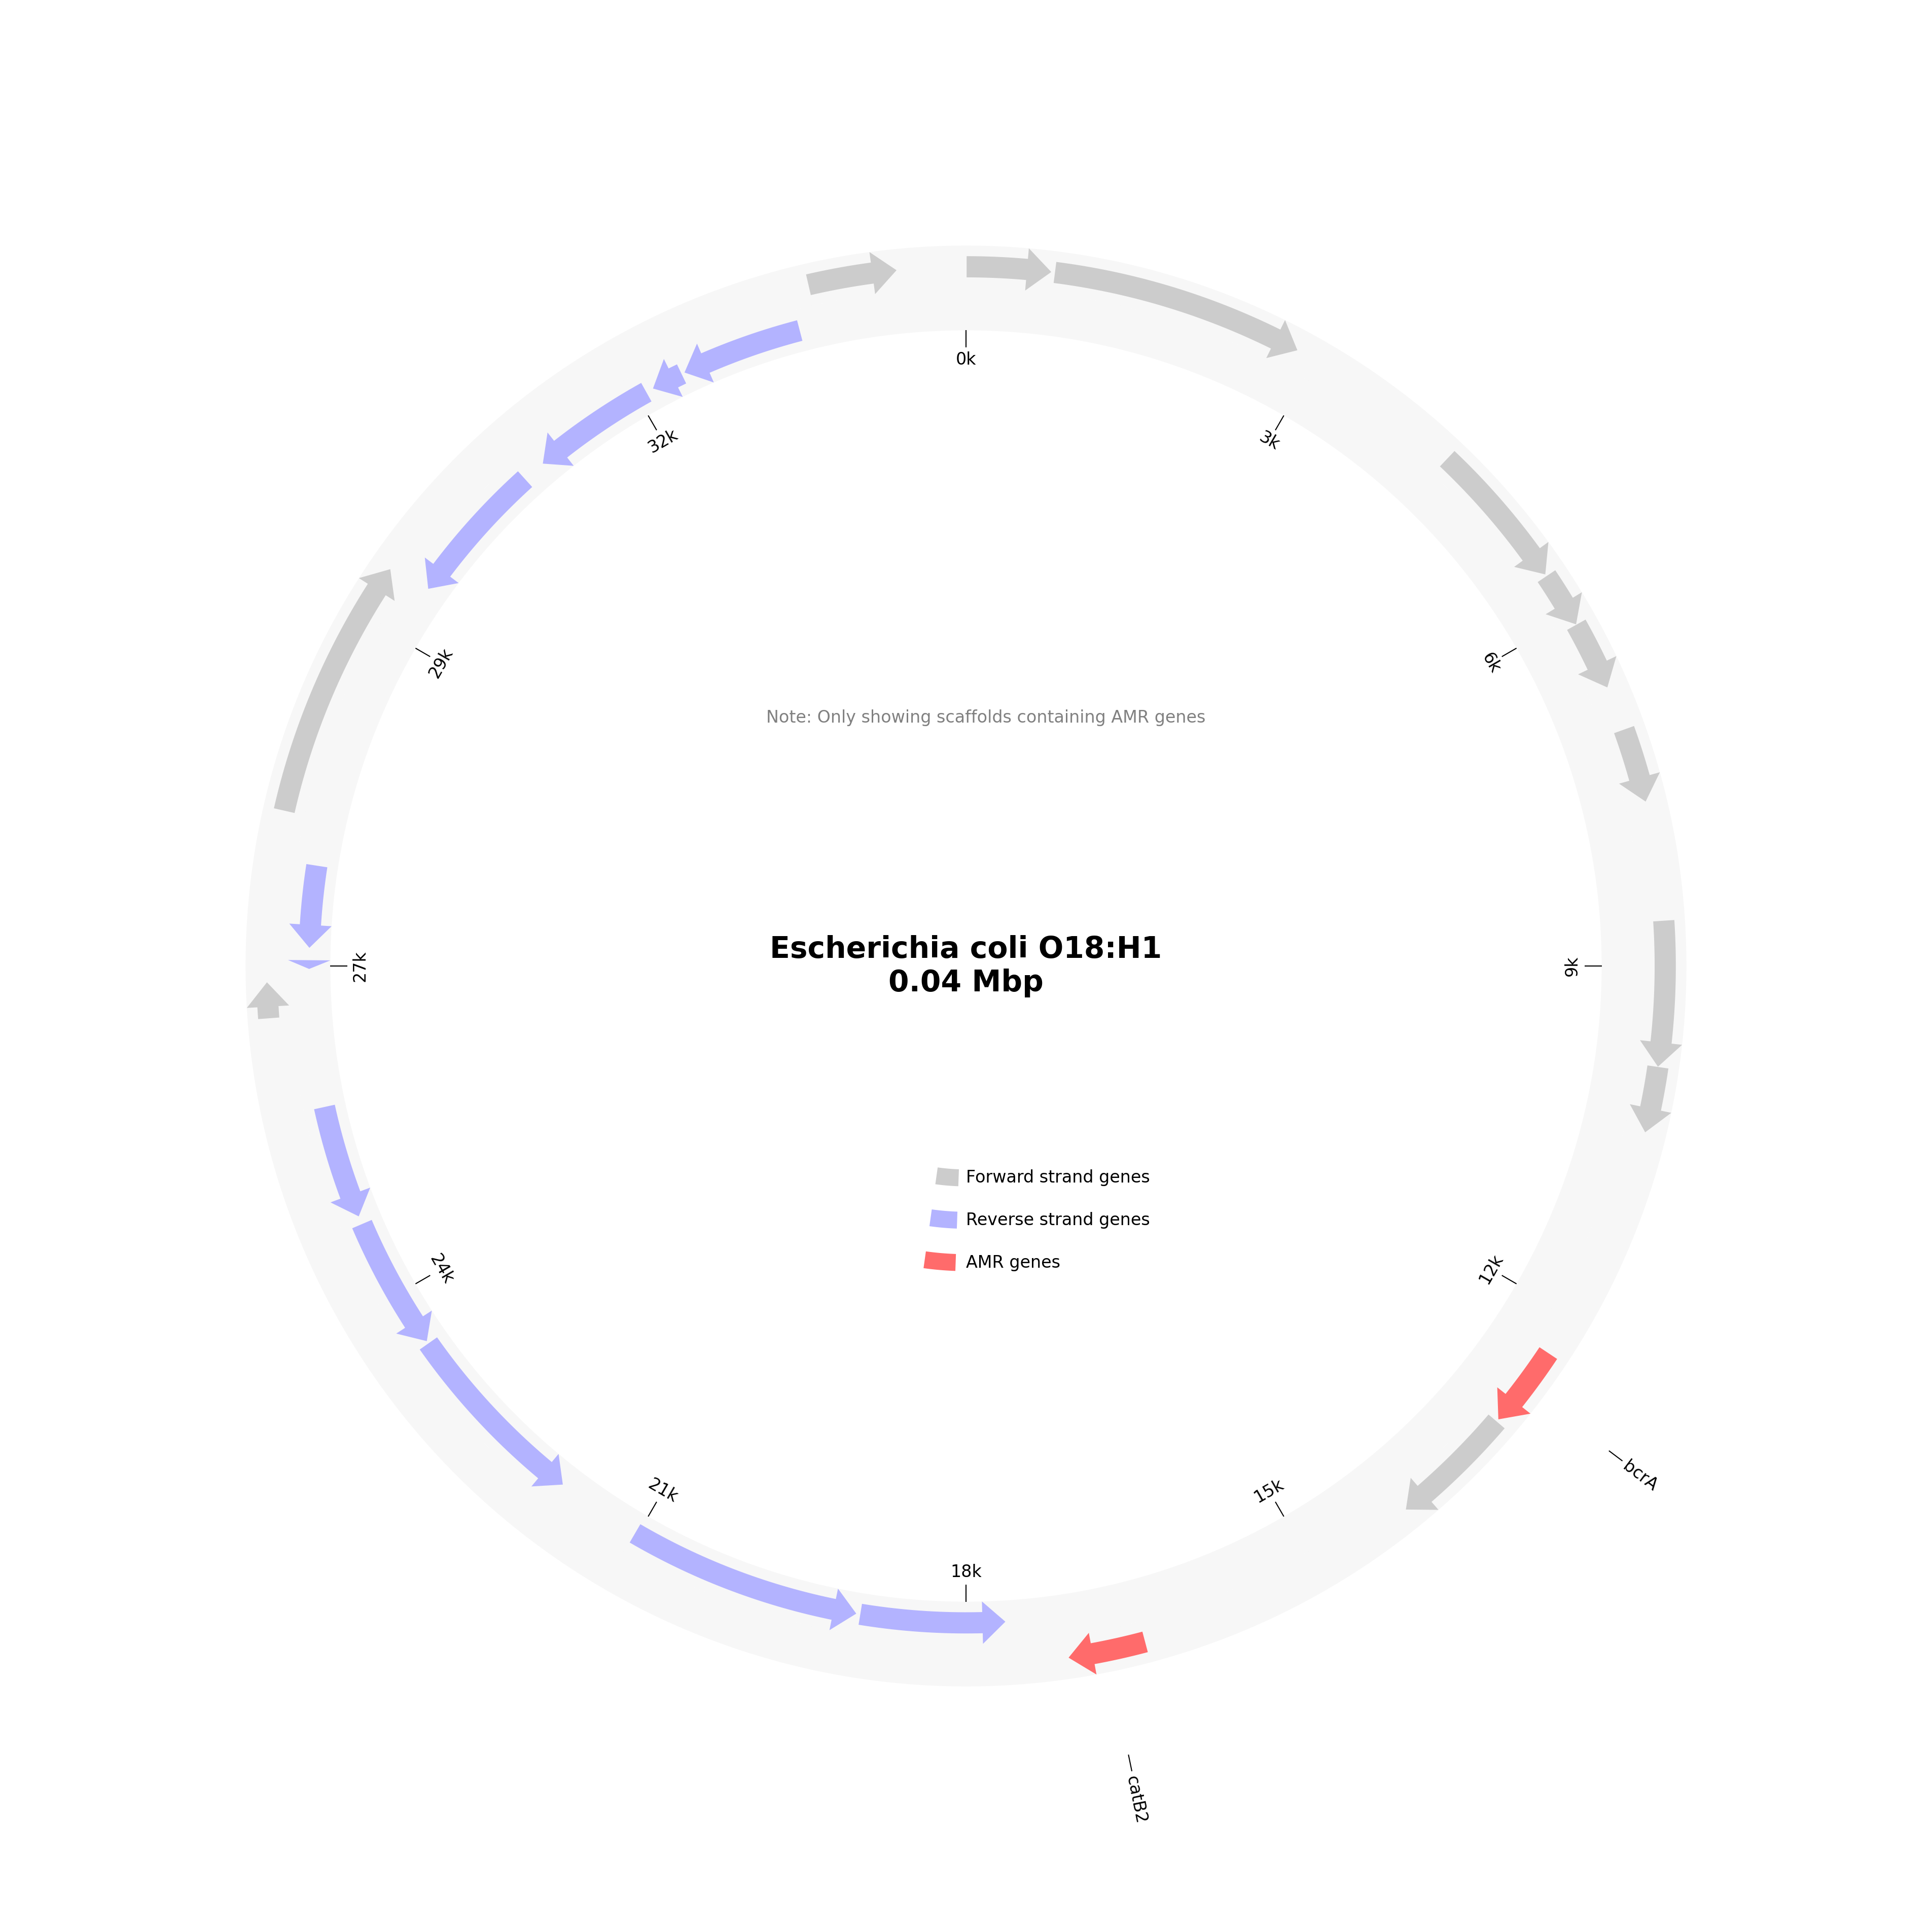 0k
3k
32k
29k
6k
Note: Only showing scaffolds containing AMR genes
Escherichia coli O18:H1
0.04 Mbp
27k
9k
Forward strand genes
Reverse strand genes
AMR genes
24k
12k
bcrA
21k
15k
18k
catB2